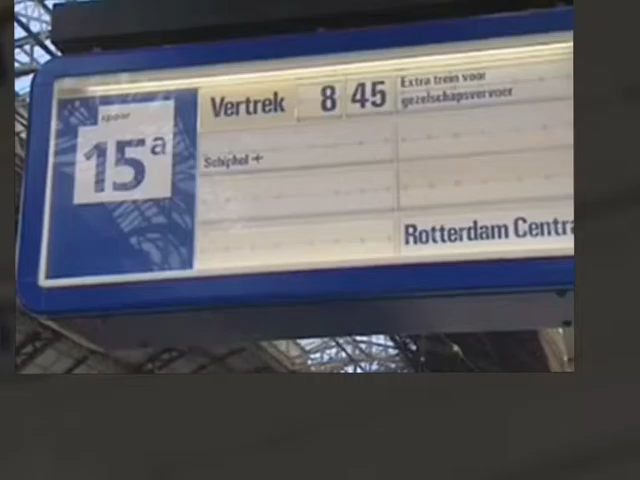 spoor
15a
Vertrek 8 45
Extra trein voor
gezelschapsvervoer
Schiphol +
Rotterdam Centra